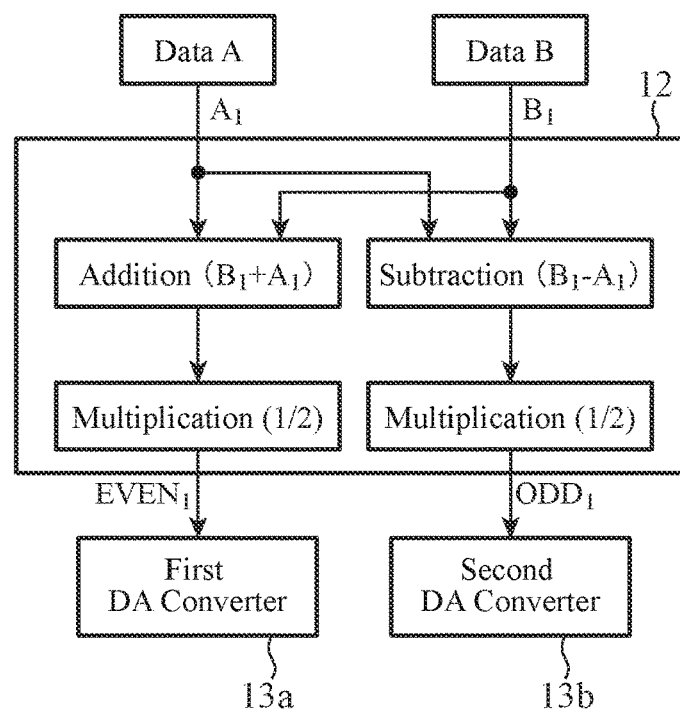 Data A
Data B
A₁
B₁
12
Addition (B₁+A₁)
Subtraction (B₁-A₁)
Multiplication (1/2)
Multiplication (1/2)
EVEN₁
ODD₁
First
DA Converter
Second
DA Converter
13a
13b